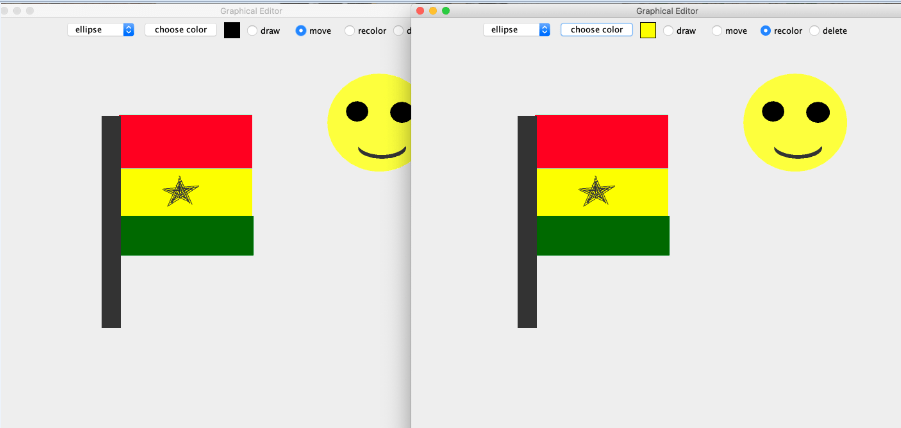 Graphical Editor
ellipse choose color draw move recolor d
Graphical Editor
ellipse choose color draw move recolor delete